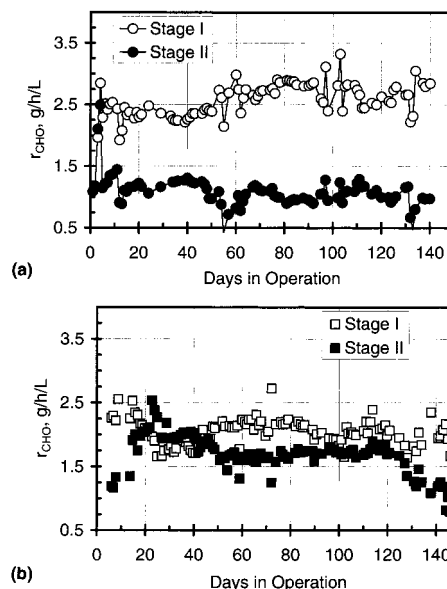 Stage I
Stage II
3.5
2.5
1.5
0.5
rCHO, g/h/L
0 20 40 60 80 100 120 140
(a)
Days in Operation
Stage I
Stage II
4.5
3.5
2.5
1.5
0.5
rCHO, g/h/L
0 20 40 60 80 100 120 140
(b)
Days in Operation